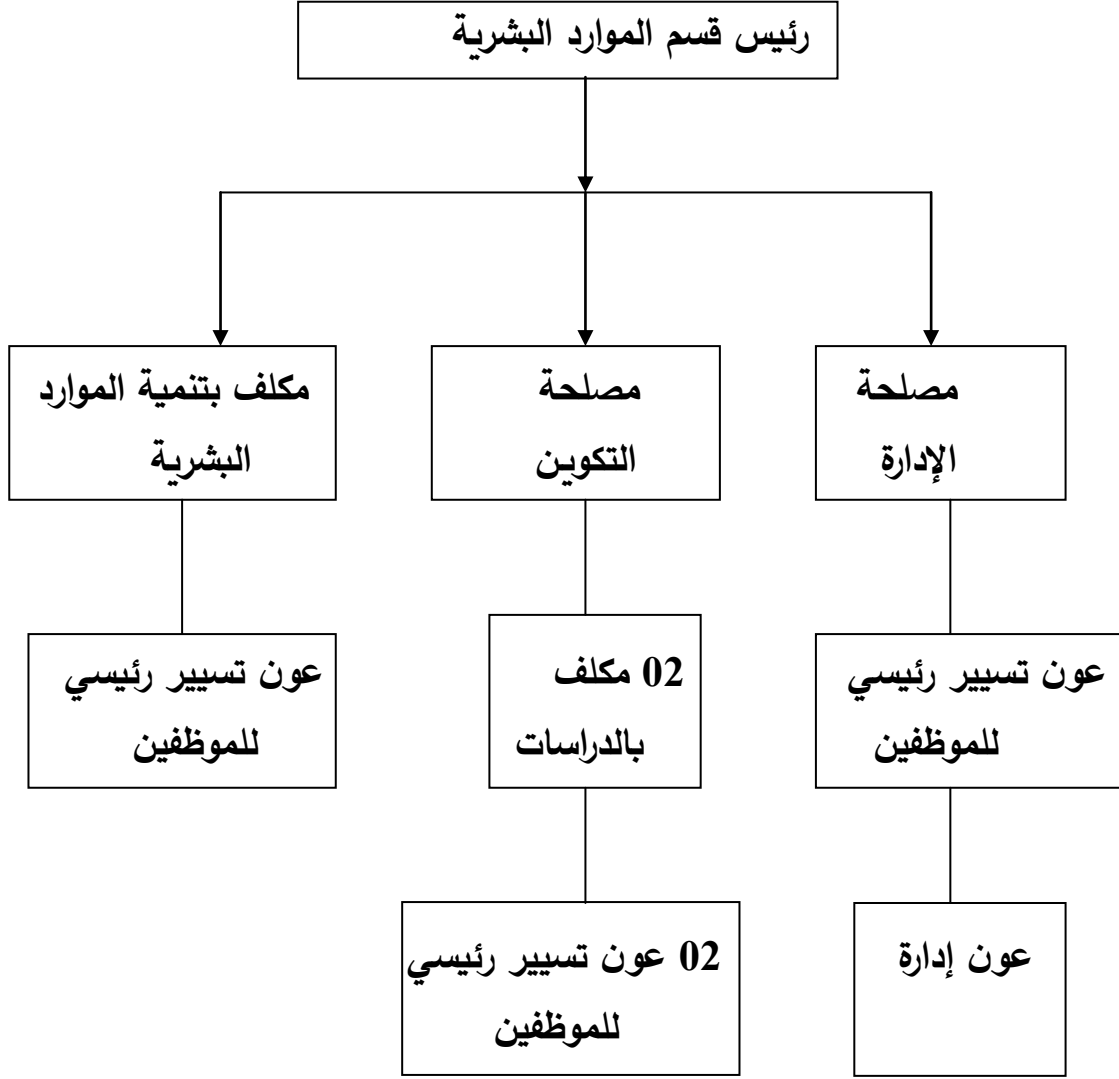 رئيس قسم الموارد البشرية
مصلحة
الإدارة
مصلحة
التكوين
مكلف بتنمية الموارد
البشرية
عون تسيير رئيسي
للموظفين
02 مكلف
بالدراسات
عون تسيير رئيسي
للموظفين
عون إدارة
02 عون تسيير رئيسي
للموظفين